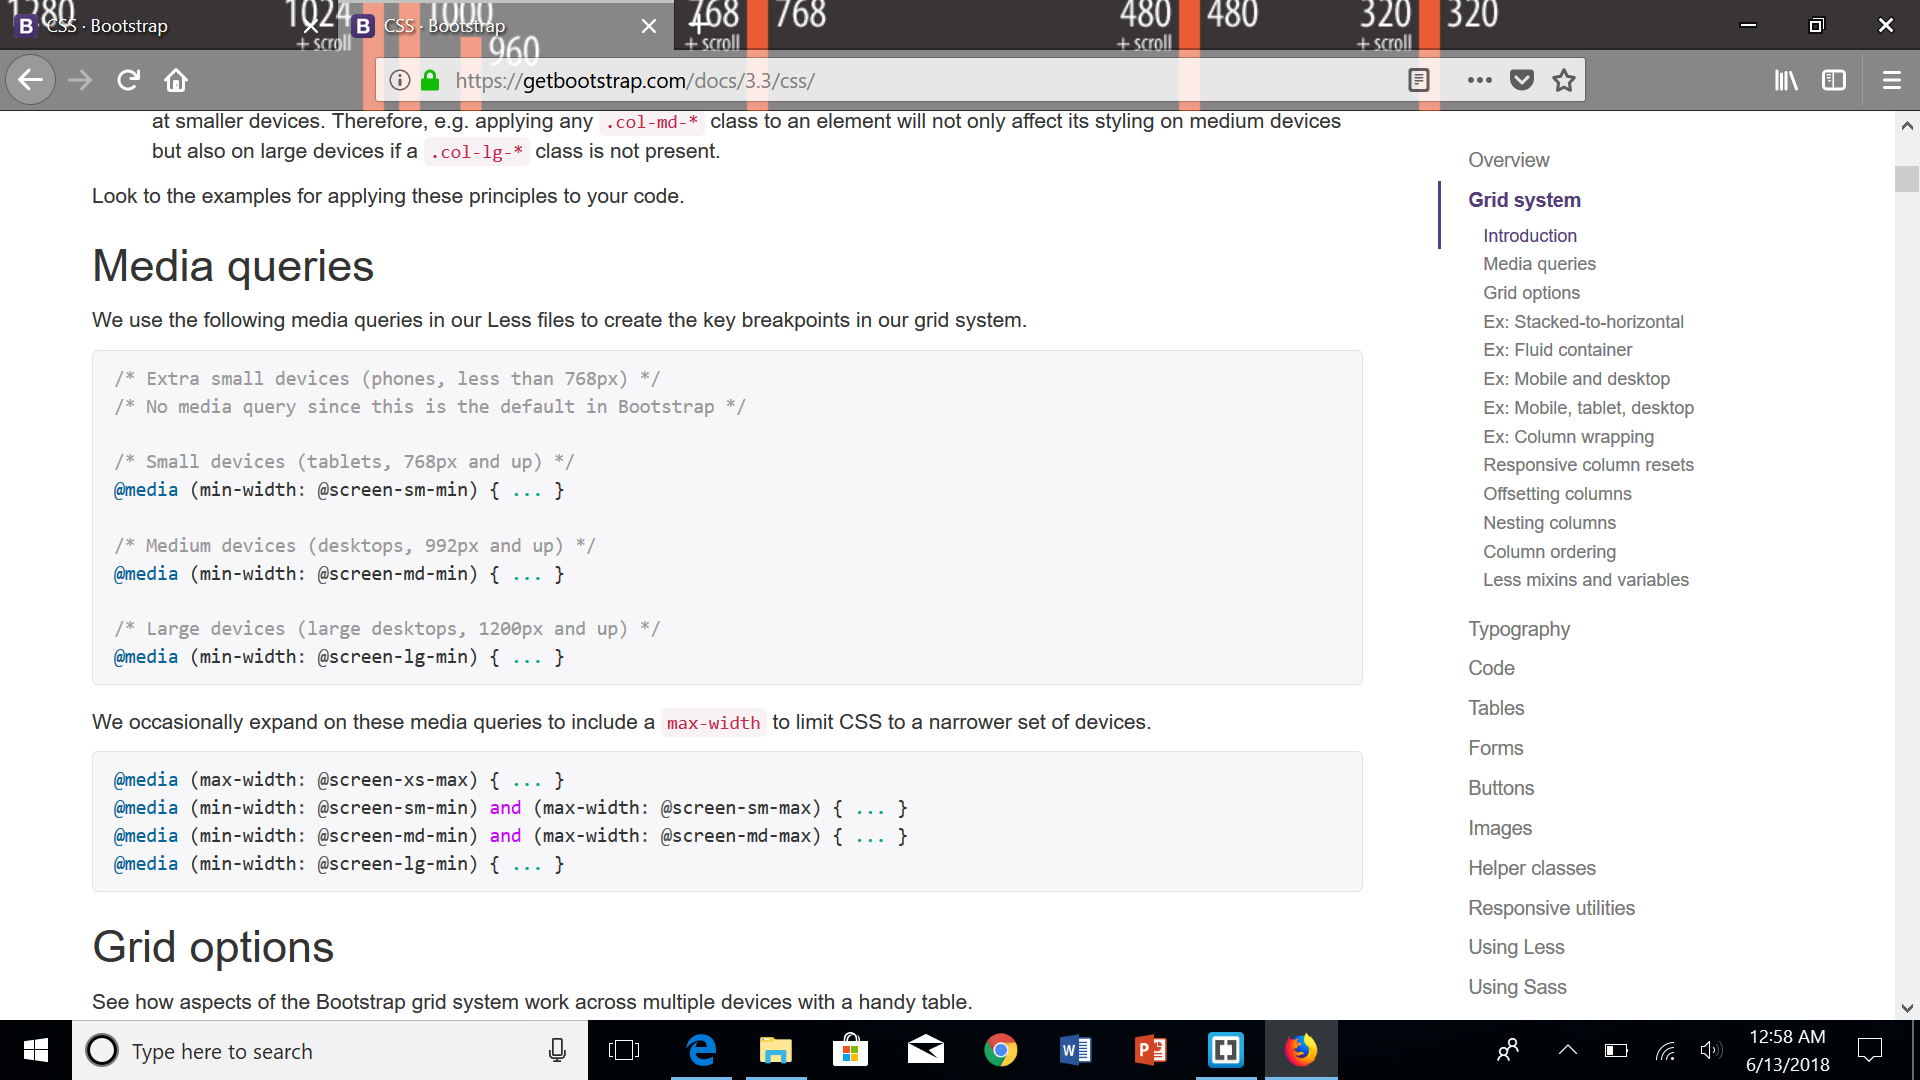 1280
1024
+ scroll
1000
960
768
+ scroll
768
480
+ scroll
480
320
+ scroll
320
CSS · Bootstrap
CSS · Bootstrap
https://getbootstrap.com/docs/3.3/css/
at smaller devices. Therefore, e.g. applying any .col-md-* class to an element will not only affect its styling on medium devices
but also on large devices if a .col-lg-* class is not present.
Look to the examples for applying these principles to your code.
Media queries
We use the following media queries in our Less files to create the key breakpoints in our grid system.
/* Extra small devices (phones, less than 768px) */
/* No media query since this is the default in Bootstrap */
/* Small devices (tablets, 768px and up) */
@media (min-width: @screen-sm-min) { ... }
/* Medium devices (desktops, 992px and up) */
@media (min-width: @screen-md-min) { ... }
/* Large devices (large desktops, 1200px and up) */
@media (min-width: @screen-lg-min) { ... }
We occasionally expand on these media queries to include a max-width to limit CSS to a narrower set of devices.
@media (max-width: @screen-xs-max) { ... }
@media (min-width: @screen-sm-min) and (max-width: @screen-sm-max) { ... }
@media (min-width: @screen-md-min) and (max-width: @screen-md-max) { ... }
@media (min-width: @screen-lg-min) { ... }
Grid options
See how aspects of the Bootstrap grid system work across multiple devices with a handy table.
Overview
Grid system
Introduction
Media queries
Grid options
Ex: Stacked-to-horizontal
Ex: Fluid container
Ex: Mobile and desktop
Ex: Mobile, tablet, desktop
Ex: Column wrapping
Responsive column resets
Offsetting columns
Nesting columns
Column ordering
Less mixins and variables
Typography
Code
Tables
Forms
Buttons
Images
Helper classes
Responsive utilities
Using Less
Using Sass
Type here to search
12:58 AM
6/13/2018